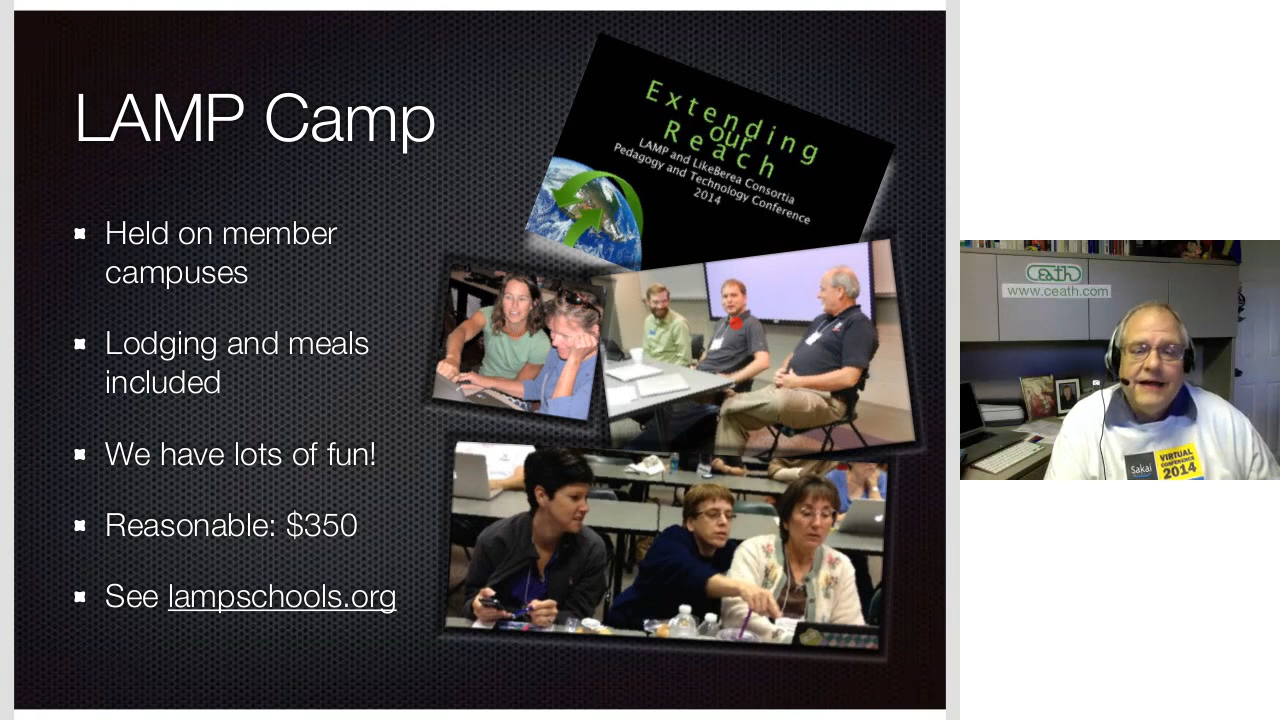 LAMP Camp
Held on member
campuses
Lodging and meals
included
We have lots of fun!
Reasonable: $350
See lampschools.org
Extending
our
Reach
LAMP and LikeBerea Consortia
Pedagogy and Technology Conference
2014
ceath
www.ceath.com
Sakai
VIRTUAL
CONFERENCE
2014